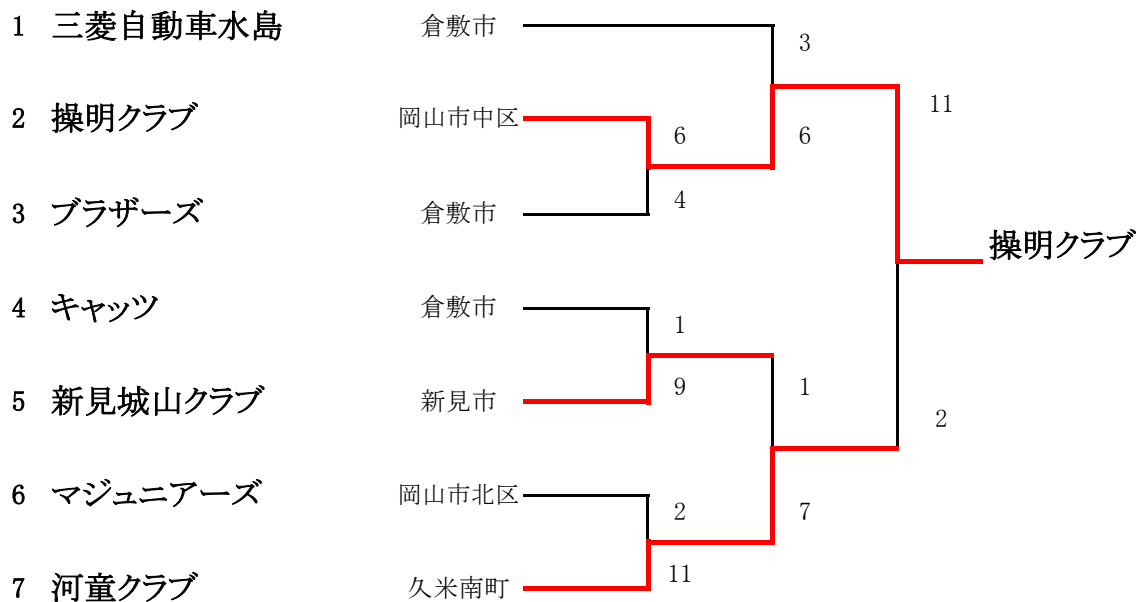 1 三菱自動車水島 倉敷市
3
11
2 操明クラブ 岡山市中区
6
6
4
3 ブラザーズ 倉敷市
操明クラブ
4 キャッツ 倉敷市
1
9
1
5 新見城山クラブ 新見市
2
6 マジュニアーズ 岡山市北区
2
7
11
7 河童クラブ 久米南町